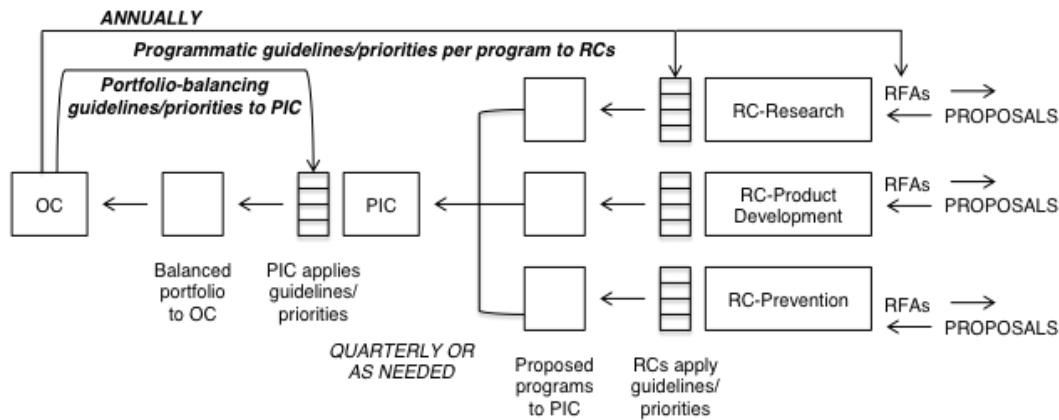 ANNUALLY
Programmatic guidelines/priorities per program to RCs
Portfolio-balancing
guidelines/priorities to PIC
RC-Research
RFAs
PROPOSALS
OC
PIC
RC-Product
Development
RFAs
PROPOSALS
Balanced
portfolio
to OC
PIC applies
guidelines/
priorities
RC-Prevention
RFAs
PROPOSALS
QUARTERLY OR
AS NEEDED
Proposed
programs
to PIC
RCs apply
guidelines/
priorities